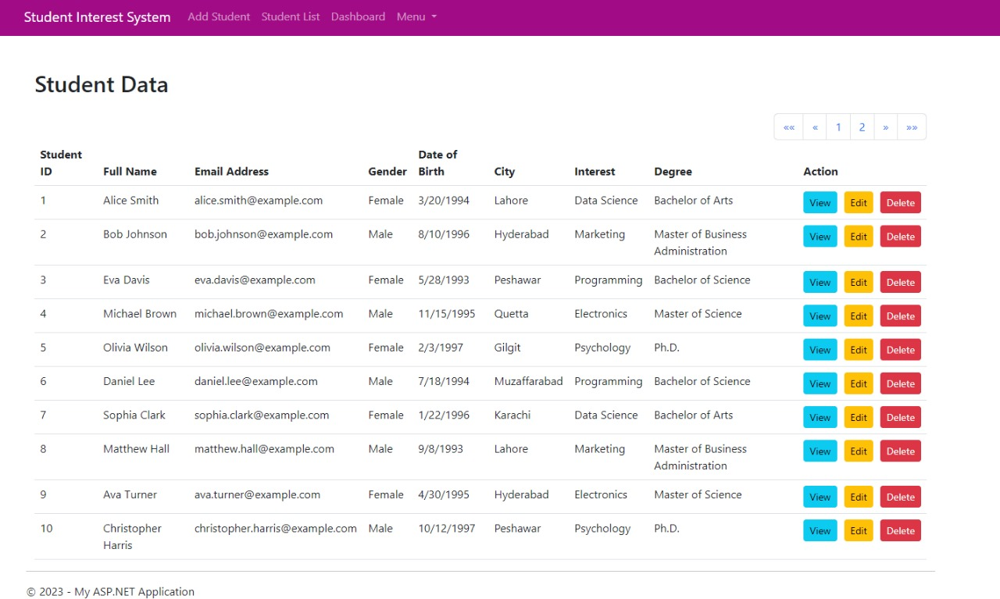 Student Interest System Add Student Student List Dashboard Menu
Student Data
«« « 1 2 » »»
Student ID Full Name Email Address Gender Date of Birth City Interest Degree Action
1 Alice Smith alice.smith@example.com Female 3/20/1994 Lahore Data Science Bachelor of Arts View Edit Delete
2 Bob Johnson bob.johnson@example.com Male 8/10/1996 Hyderabad Marketing Master of Business Administration View Edit Delete
3 Eva Davis eva.davis@example.com Female 5/28/1993 Peshawar Programming Bachelor of Science View Edit Delete
4 Michael Brown michael.brown@example.com Male 11/15/1995 Quetta Electronics Master of Science View Edit Delete
5 Olivia Wilson olivia.wilson@example.com Female 2/3/1997 Gilgit Psychology Ph.D. View Edit Delete
6 Daniel Lee daniel.lee@example.com Male 7/18/1994 Muzaffarabad Programming Bachelor of Science View Edit Delete
7 Sophia Clark sophia.clark@example.com Female 1/22/1996 Karachi Data Science Bachelor of Arts View Edit Delete
8 Matthew Hall matthew.hall@example.com Male 9/8/1993 Lahore Marketing Master of Business Administration View Edit Delete
9 Ava Turner ava.turner@example.com Female 4/30/1995 Hyderabad Electronics Master of Science View Edit Delete
10 Christopher Harris christopher.harris@example.com Male 10/12/1997 Peshawar Psychology Ph.D. View Edit Delete
© 2023 - My ASP.NET Application